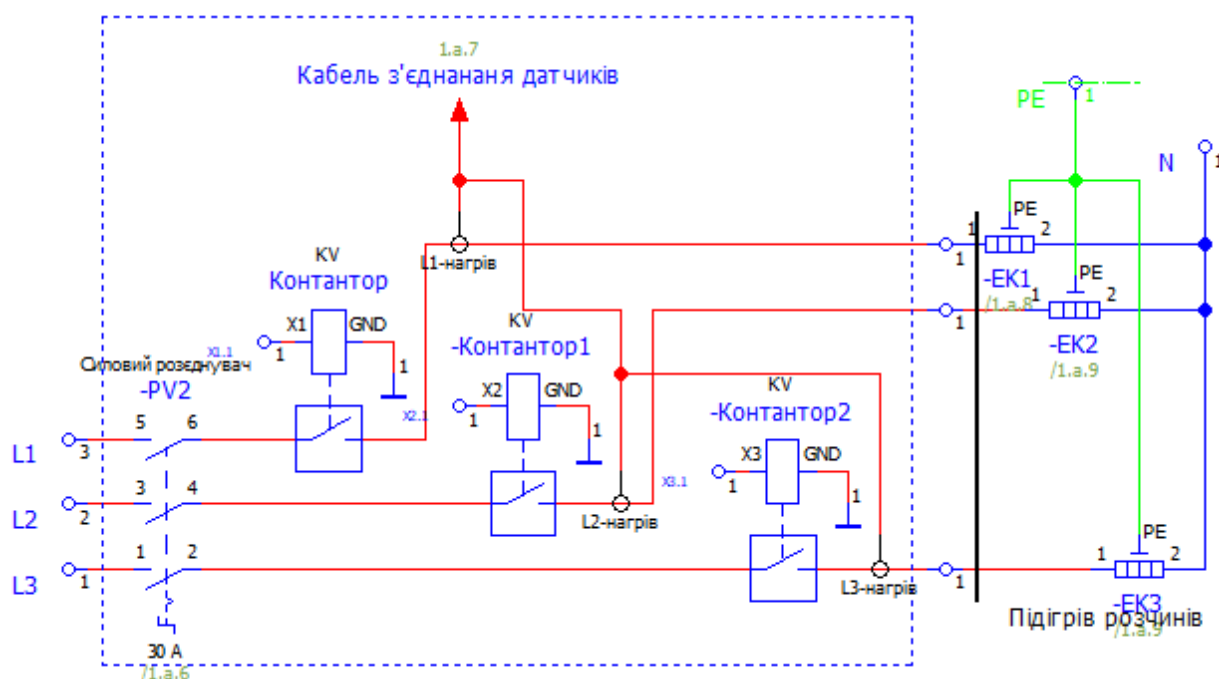 1.a.7
Кабель з'єднананя датчиків
PE
1
N
1
PE
1
2
L1-нагрів
1
-EK1
/1.a.8
KV
Контантор
PE
1
2
1
-EK2
/1.a.9
X1
GND
1
1
KV
-Контантор1
X1.1
Силовий розєднувач
-PV2
X2
GND
1
1
KV
-Контантор2
X2.1
L1
3
5
6
X3
GND
1
1
X3.1
L2
2
3
4
L2-нагрів
PE
L3
1
1
2
L3-нагрів
1
1
2
-EK3
/1.a.9
Підігрів розчинів
30 A
/1.a.6